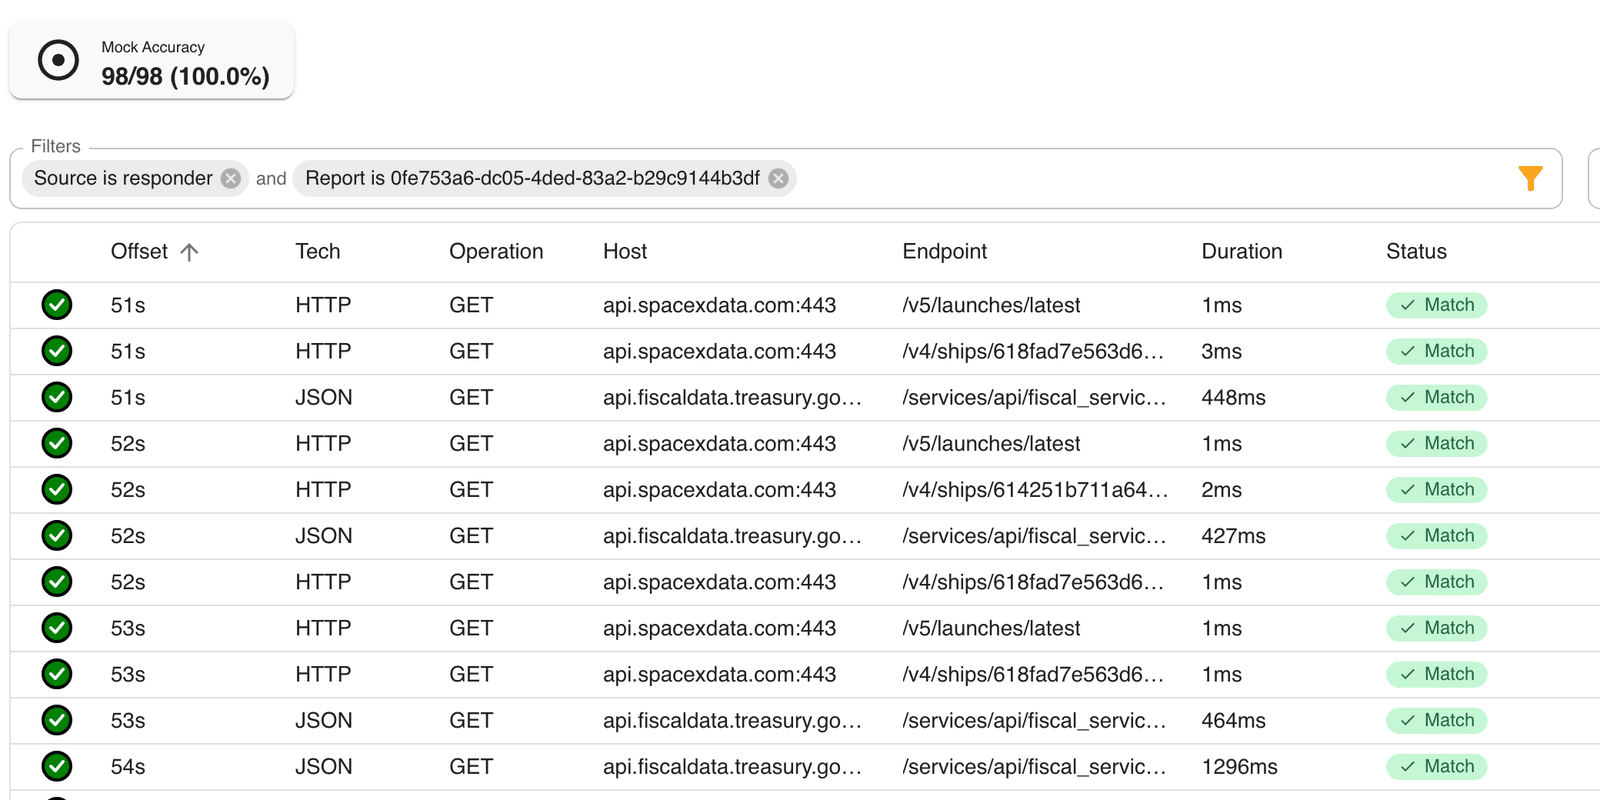 Mock Accuracy
98/98 (100.0%)
Filters
Source is responder and Report is 0fe753a6-dc05-4ded-83a2-b29c9144b3df
Offset Tech Operation Host Endpoint Duration Status
51s HTTP GET api.spacexdata.com:443 /v5/launches/latest 1ms Match
51s HTTP GET api.spacexdata.com:443 /v4/ships/618fad7e563d6... 3ms Match
51s JSON GET api.fiscaldata.treasury.go... /services/api/fiscal_servic... 448ms Match
52s HTTP GET api.spacexdata.com:443 /v5/launches/latest 1ms Match
52s HTTP GET api.spacexdata.com:443 /v4/ships/614251b711a64... 2ms Match
52s JSON GET api.fiscaldata.treasury.go... /services/api/fiscal_servic... 427ms Match
52s HTTP GET api.spacexdata.com:443 /v4/ships/618fad7e563d6... 1ms Match
53s HTTP GET api.spacexdata.com:443 /v5/launches/latest 1ms Match
53s HTTP GET api.spacexdata.com:443 /v4/ships/618fad7e563d6... 1ms Match
53s JSON GET api.fiscaldata.treasury.go... /services/api/fiscal_servic... 464ms Match
54s JSON GET api.fiscaldata.treasury.go... /services/api/fiscal_servic... 1296ms Match